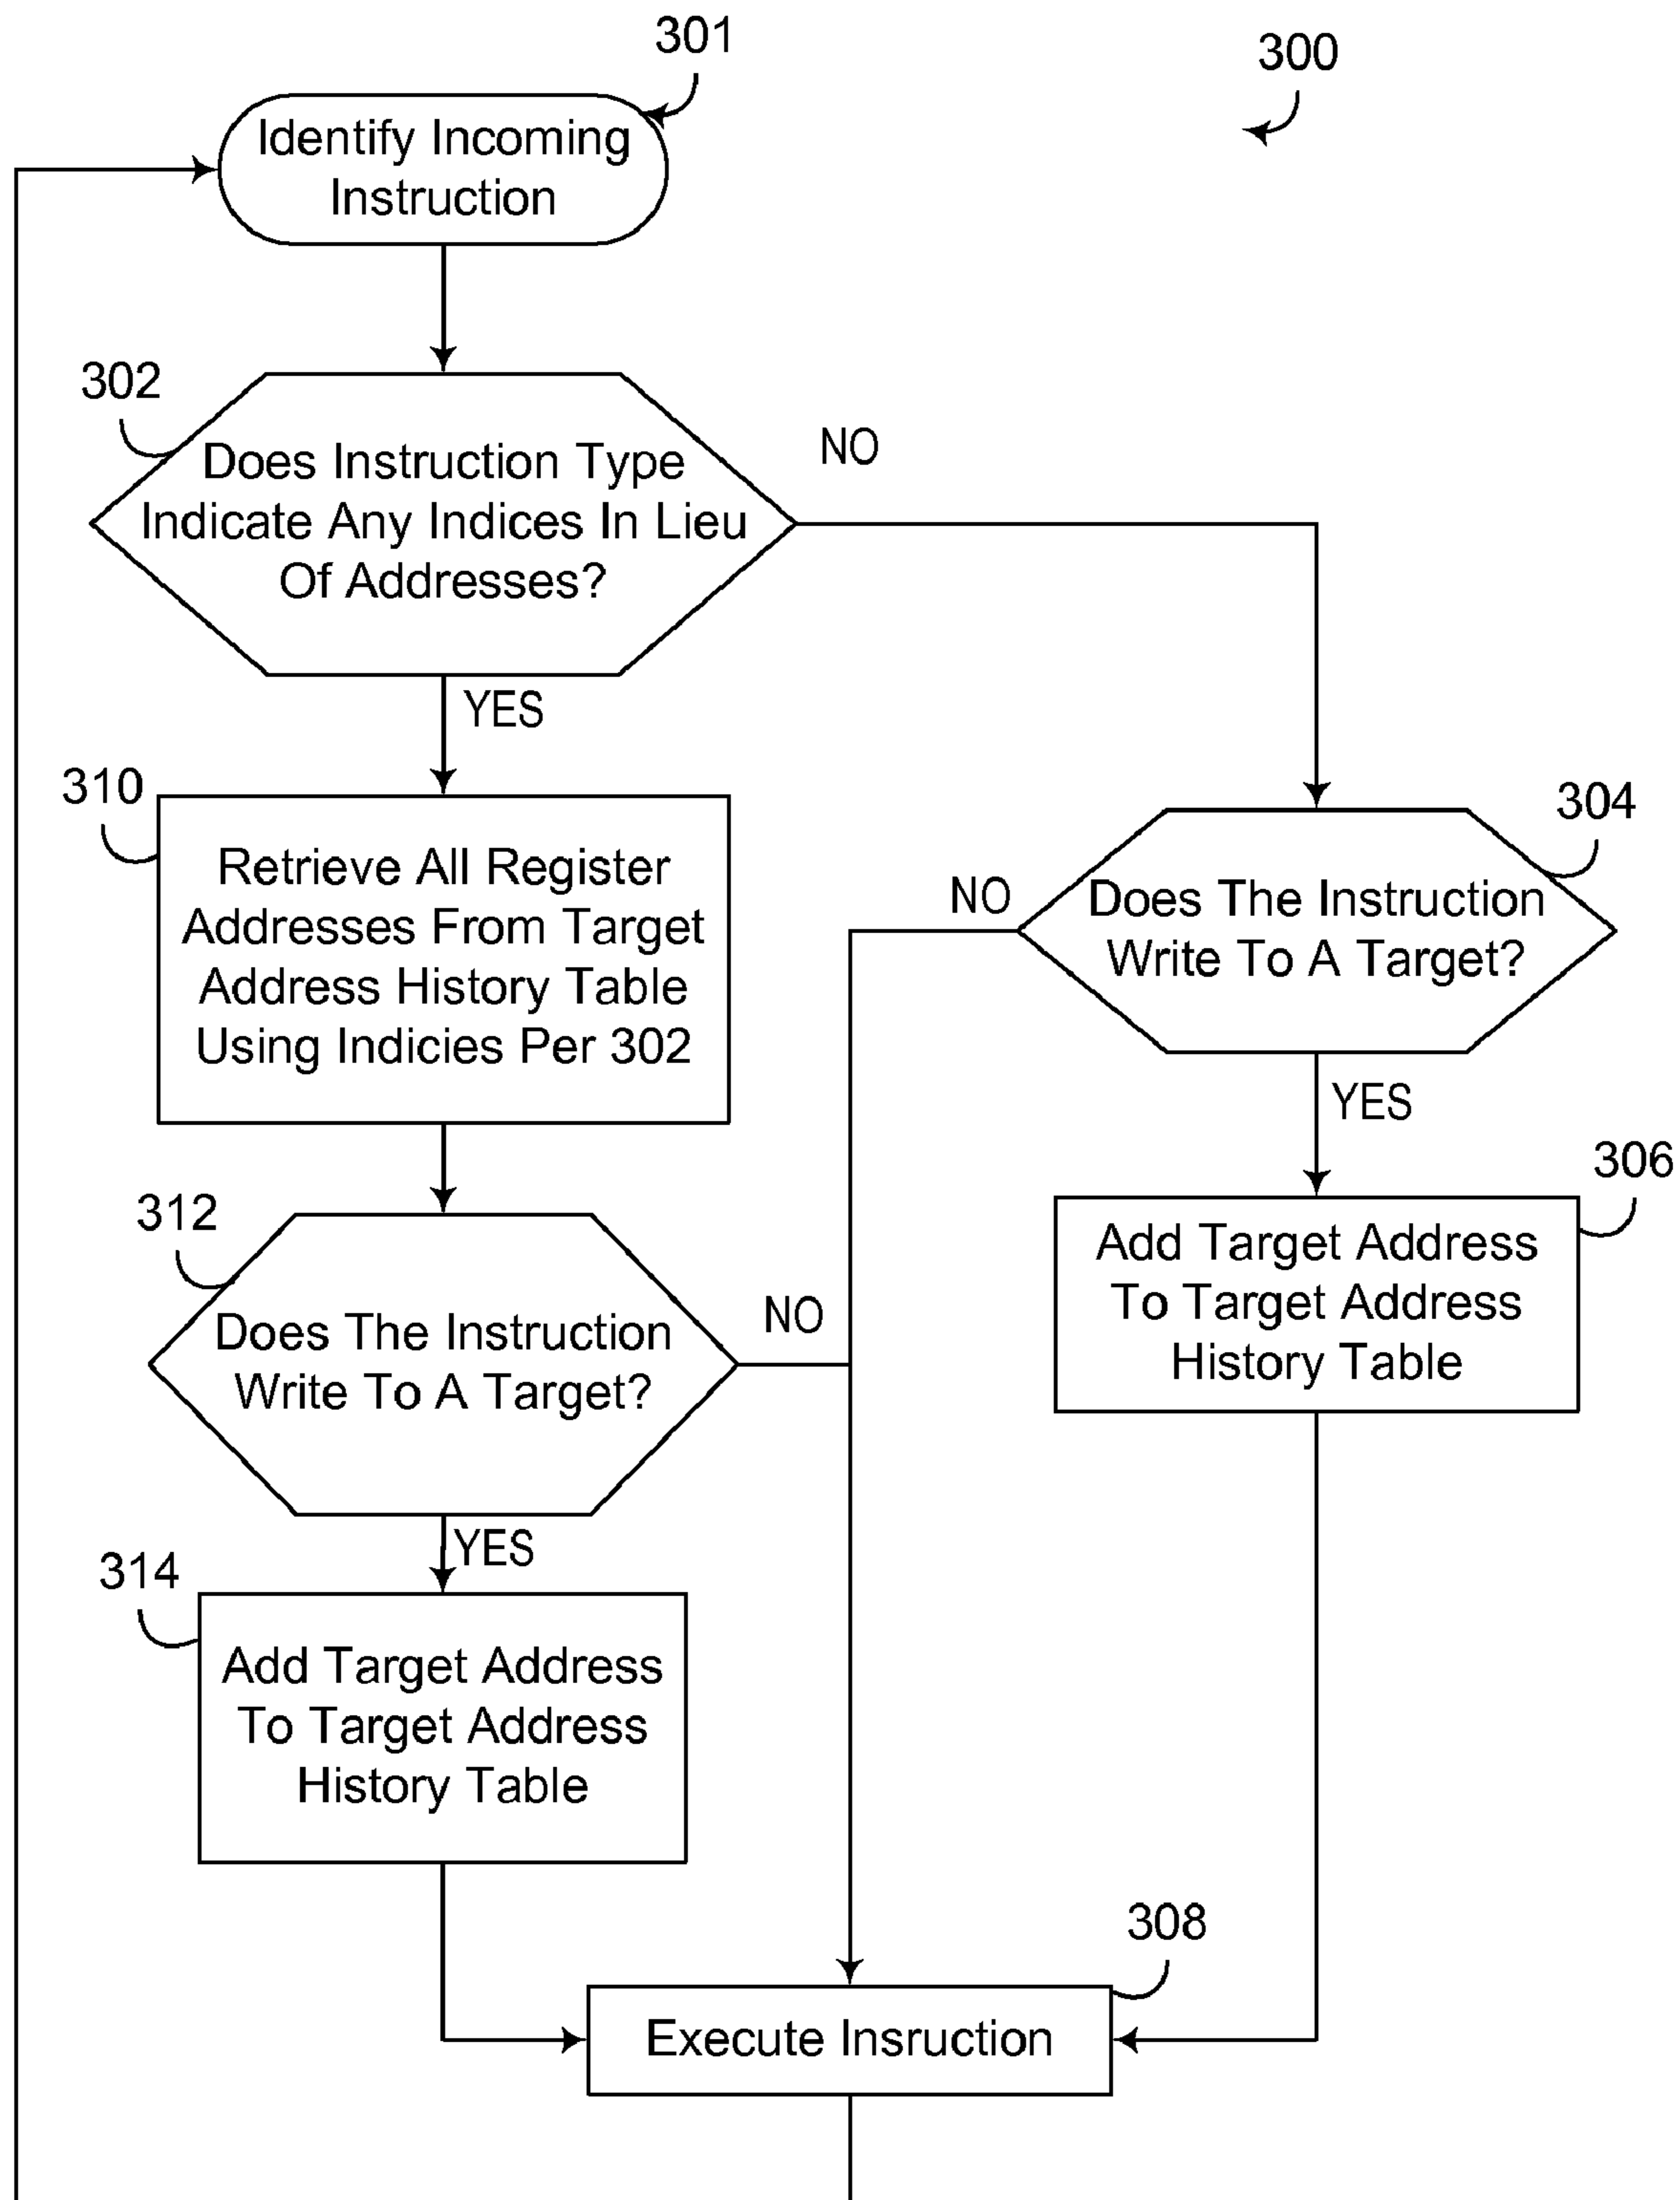 301
300
Identify Incoming
Instruction
302
Does Instruction Type
Indicate Any Indices In Lieu
Of Addresses?
NO
YES
310
Retrieve All Register
Addresses From Target
Address History Table
Using Indicies Per 302
304
NO
Does The Instruction
Write To A Target?
YES
306
Add Target Address
To Target Address
History Table
312
Does The Instruction
Write To A Target?
NO
YES
314
Add Target Address
To Target Address
History Table
308
Execute Insruction